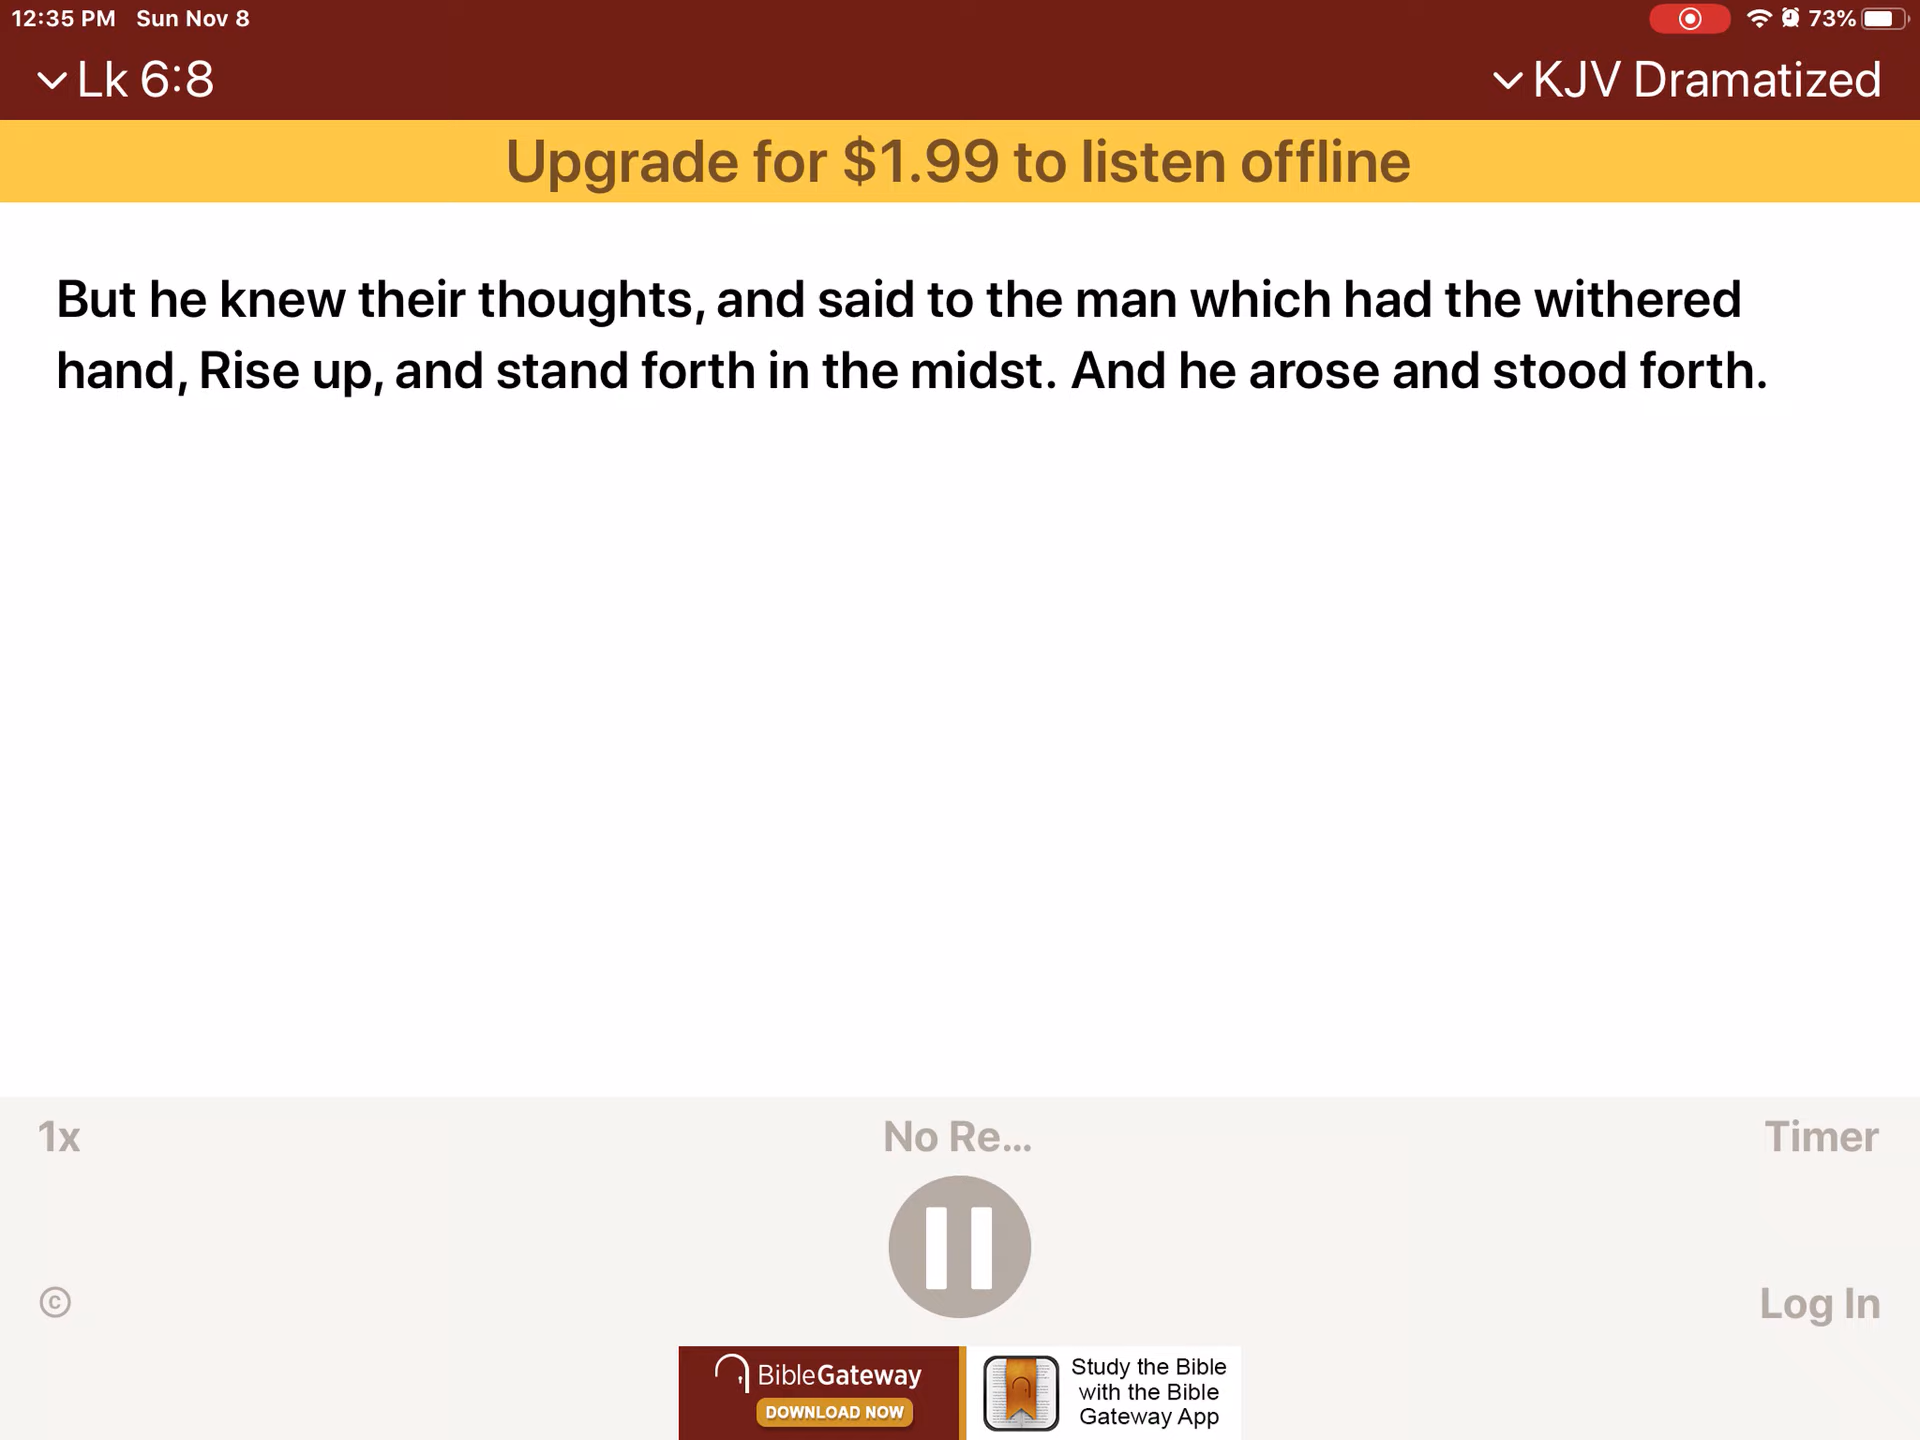 12:35 PM Sun Nov 8 73%
Lk 6:8 KJV Dramatized
Upgrade for $1.99 to listen offline
But he knew their thoughts, and said to the man which had the withered
hand, Rise up, and stand forth in the midst. And he arose and stood forth.
1x No Re... Timer
© Log In
BibleGateway
DOWNLOAD NOW
Study the Bible
with the Bible
Gateway App